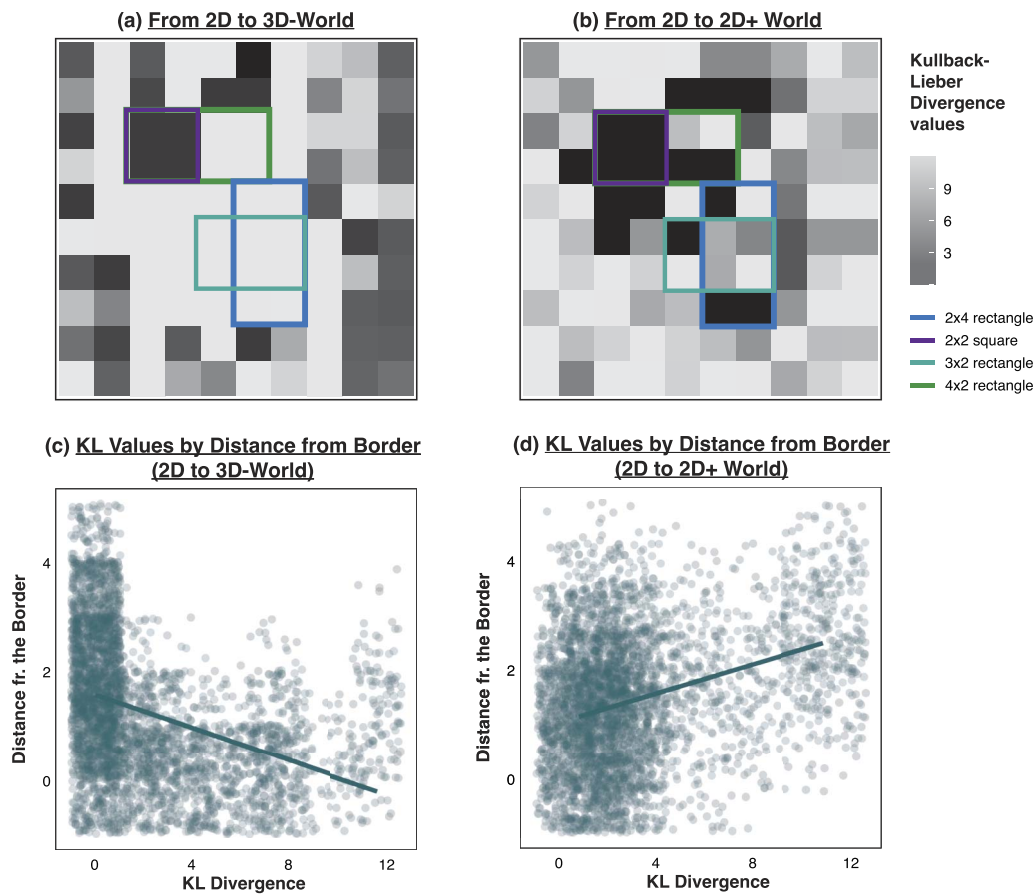 (a) From 2D to 3D-World
(b) From 2D to 2D+ World
Kullback-
Lieber
Divergence
values
9
6
3
2x4 rectangle
2x2 square
3x2 rectangle
4x2 rectangle
(c) KL Values by Distance from Border
(2D to 3D-World)
Distance fr. the Border
4
2
0
0
4
8
12
KL Divergence
(d) KL Values by Distance from Border
(2D to 2D+ World)
Distance fr. the Border
4
2
0
0
4
8
12
KL Divergence